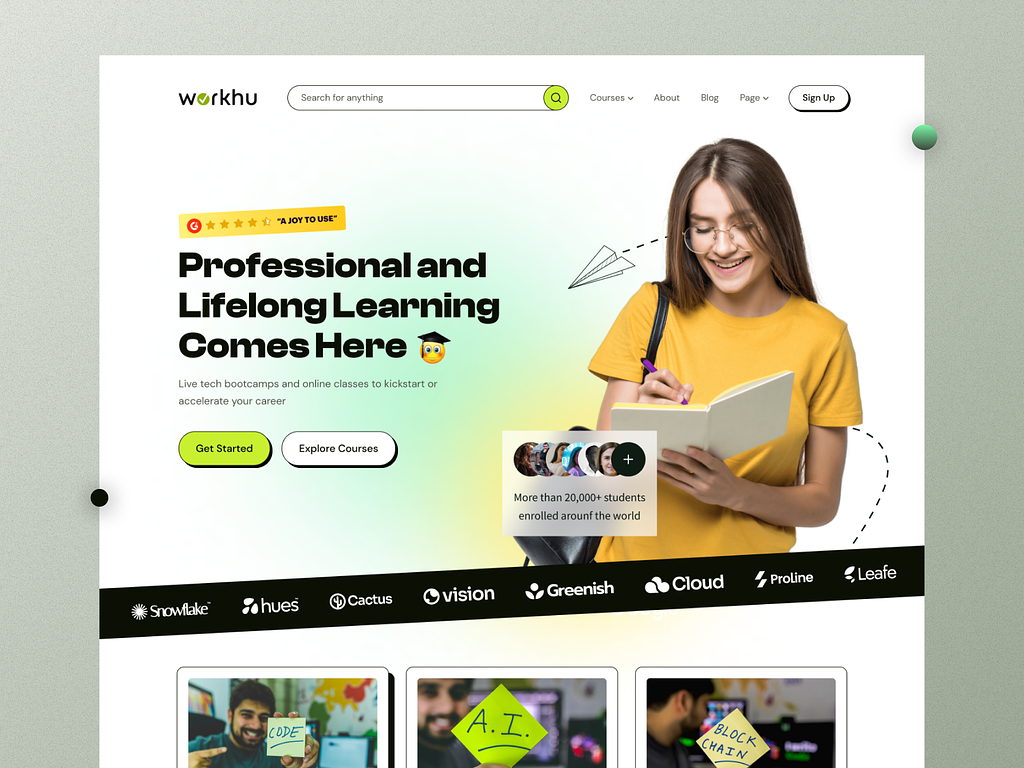 workhu
Search for anything
Courses
About
Blog
Page
Sign Up
"A JOY TO USE"
Professional and
Lifelong Learning
Comes Here
Live tech bootcamps and online classes to kickstart or
accelerate your career
Get Started
Explore Courses
+
More than 20,000+ students
enrolled arounf the world
Snowflake™
hues™
Cactus
vision
Greenish
Cloud
Proline
Leafe
CODE
A.I.
BLOCK
CHAIN